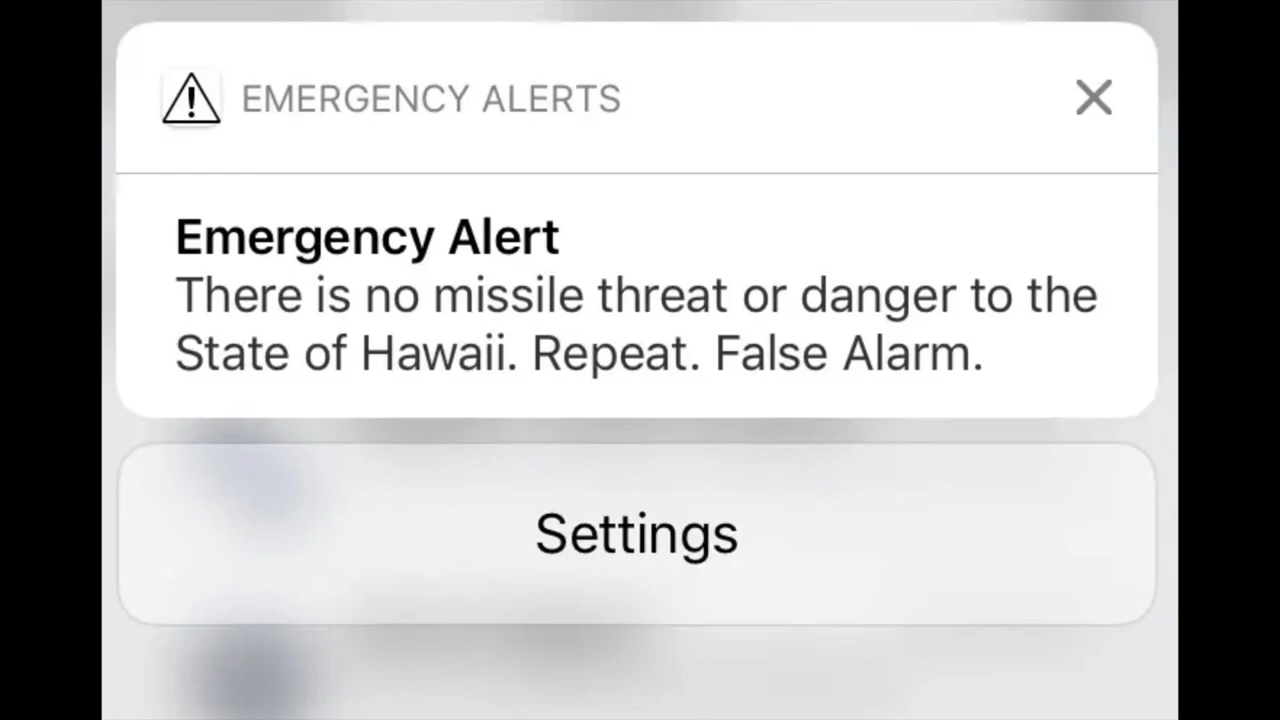 EMERGENCY ALERTS
Emergency Alert
There is no missile threat or danger to the
State of Hawaii. Repeat. False Alarm.
Settings